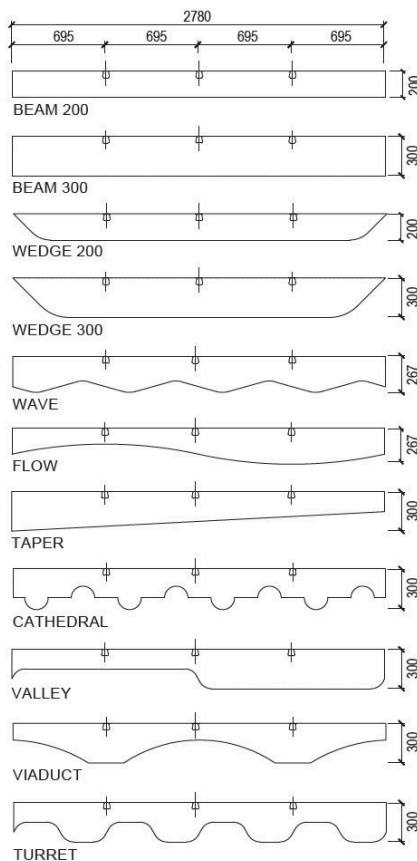 2780
695 695 695 695
200
BEAM 200
300
BEAM 300
200
WEDGE 200
300
WEDGE 300
267
WAVE
267
FLOW
300
TAPER
300
CATHEDRAL
300
VALLEY
300
VIADUCT
300
TURRET